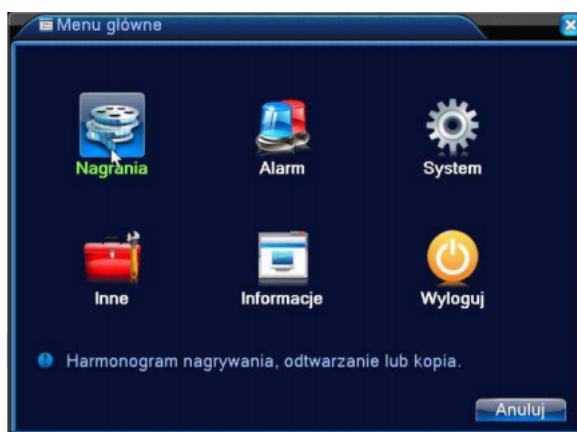 Menu główne
Nagrania
Alarm
System
Inne
Informacje
Wyloguj
Harmonogram nagrywania, odtwarzanie lub kopia.
Anuluj